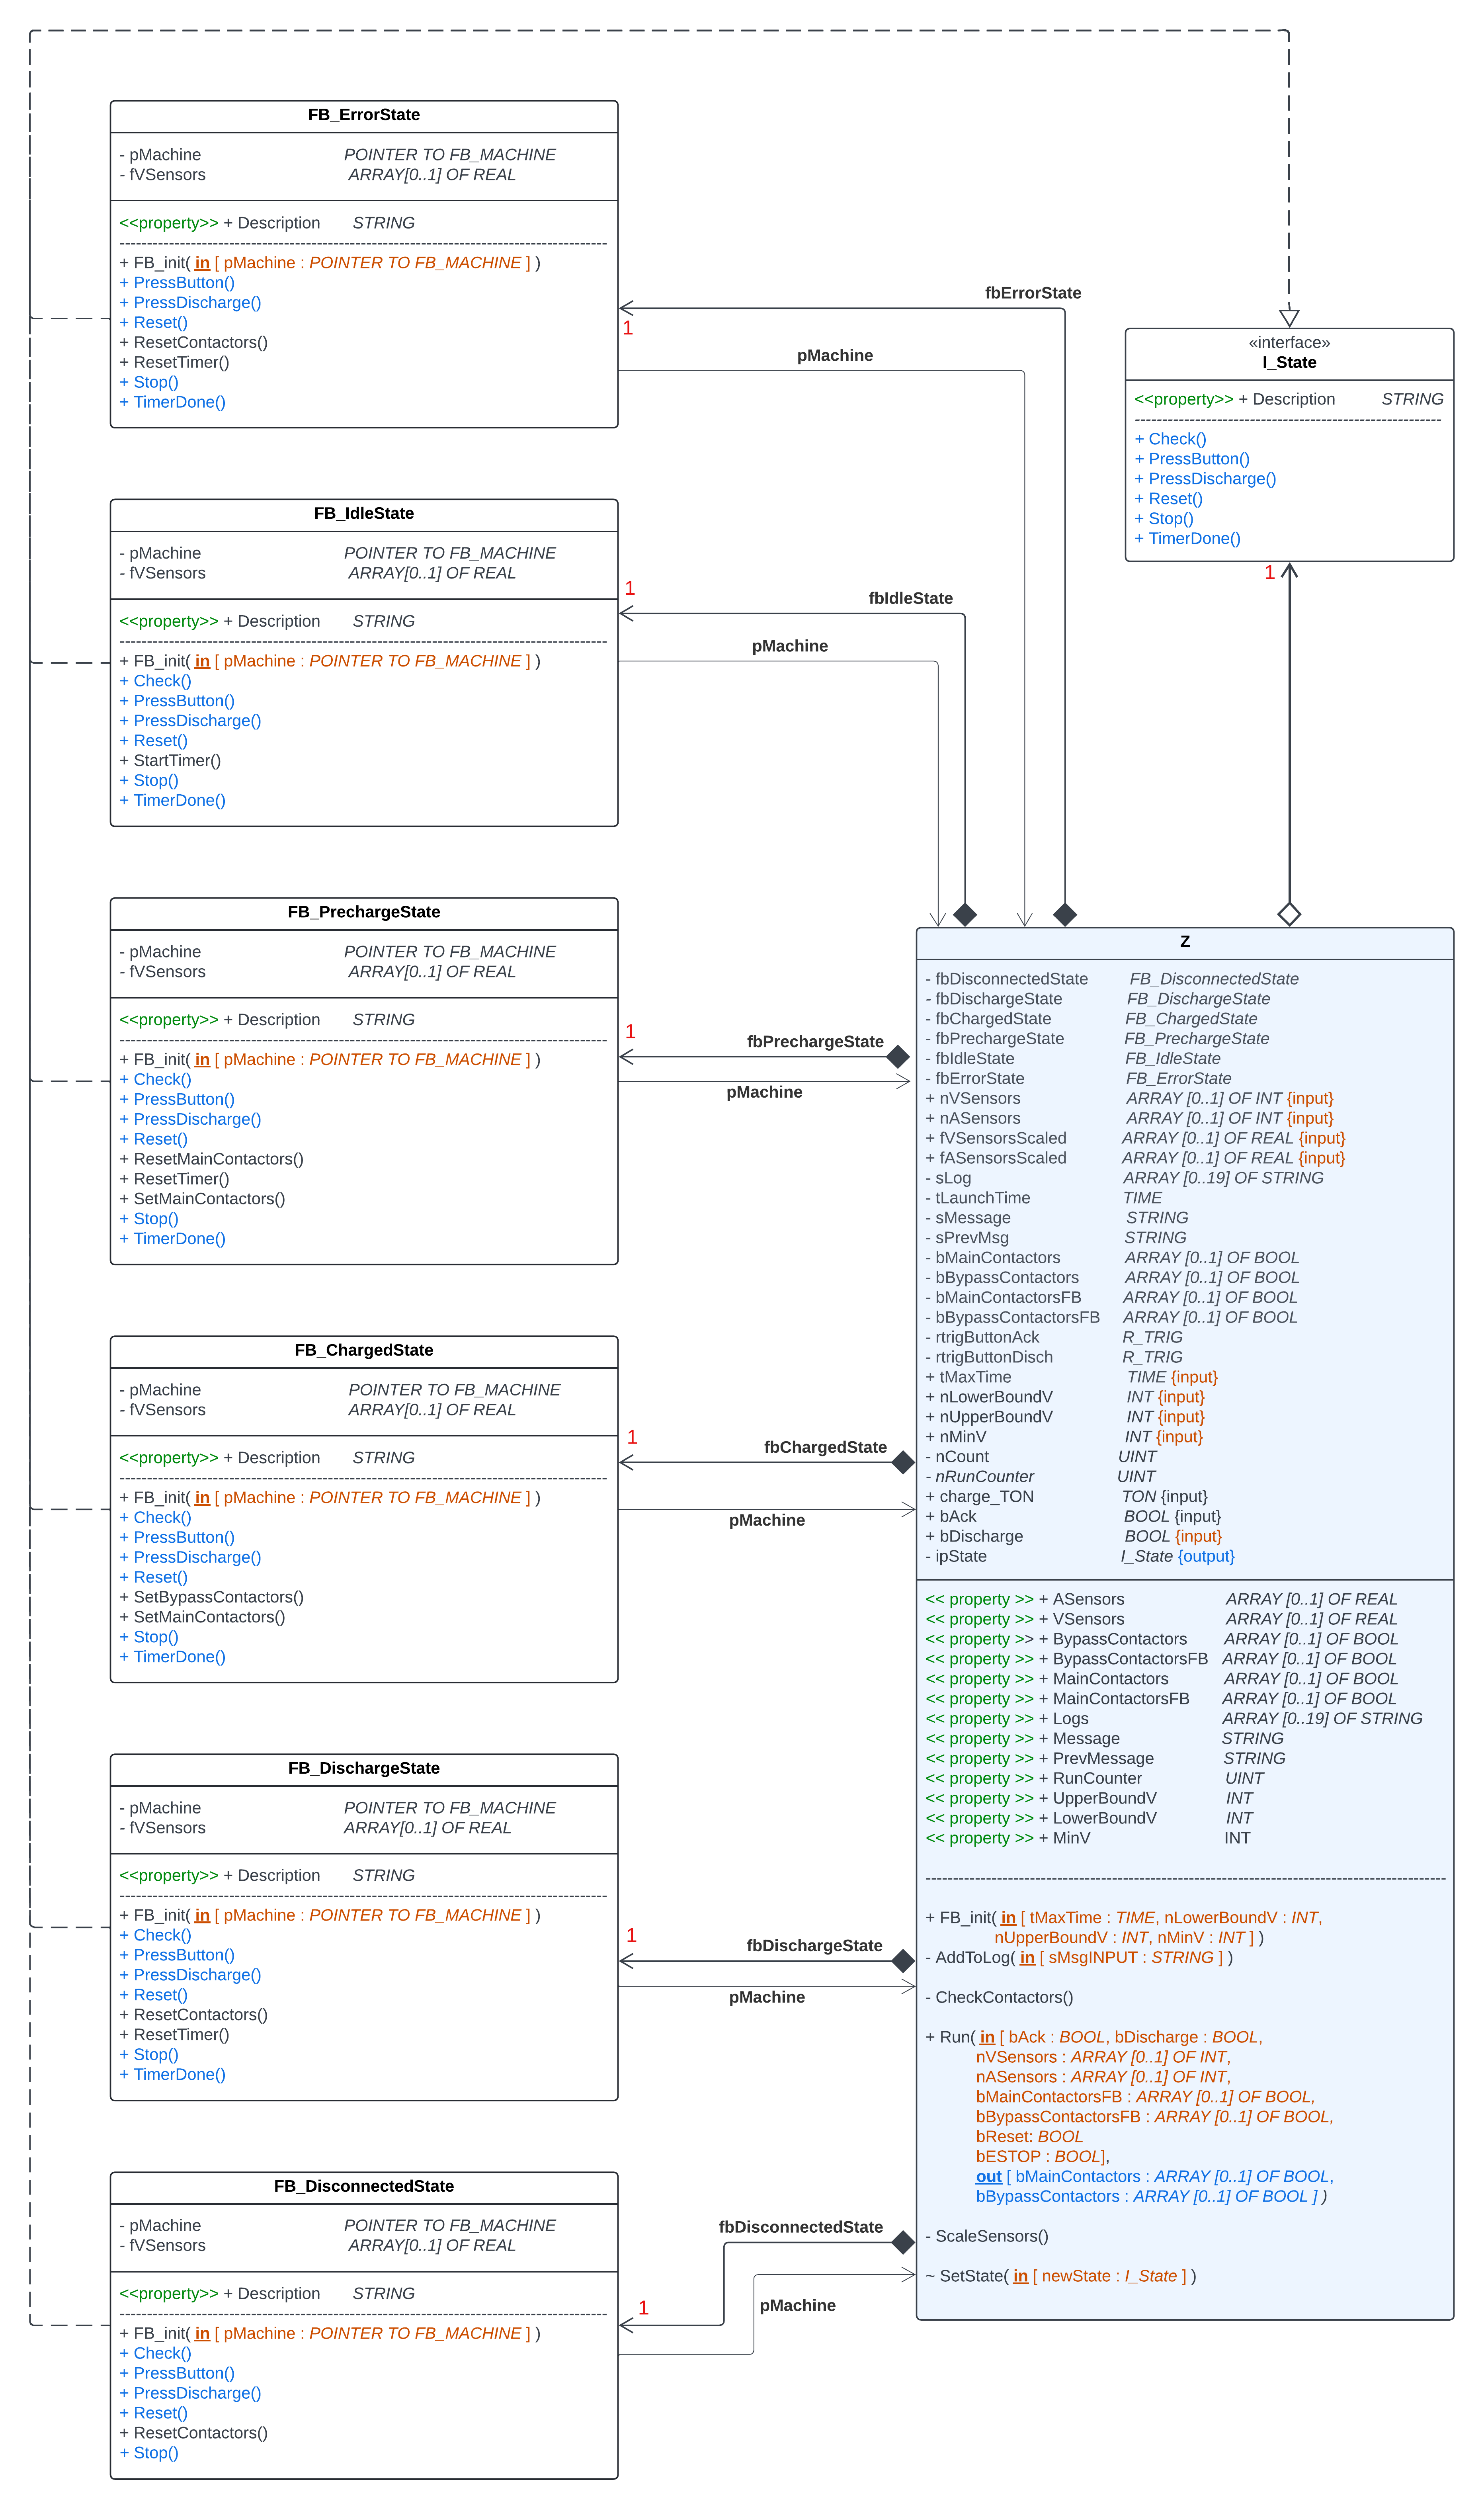 FB_ErrorState
- pMachine POINTER TO FB_MACHINE
- fVSensors ARRAY[0..1] OF REAL
<<property>> + Description STRING
+ FB_init( in [ pMachine : POINTER TO FB_MACHINE ] )
+ PressButton()
+ PressDischarge()
+ Reset()
+ ResetContactors()
+ ResetTimer()
+ Stop()
+ TimerDone()
fbErrorState
1
pMachine
«interface»
I_State
<<property>> + Description STRING
+ Check()
+ PressButton()
+ PressDischarge()
+ Reset()
+ Stop()
+ TimerDone()
1
FB_IdleState
- pMachine POINTER TO FB_MACHINE
- fVSensors ARRAY[0..1] OF REAL
<<property>> + Description STRING
+ FB_init( in [ pMachine : POINTER TO FB_MACHINE ] )
+ Check()
+ PressButton()
+ PressDischarge()
+ Reset()
+ StartTimer()
+ Stop()
+ TimerDone()
1
fbIdleState
pMachine
FB_PrechargeState
- pMachine POINTER TO FB_MACHINE
- fVSensors ARRAY[0..1] OF REAL
<<property>> + Description STRING
+ FB_init( in [ pMachine : POINTER TO FB_MACHINE ] )
+ Check()
+ PressButton()
+ PressDischarge()
+ Reset()
+ ResetMainContactors()
+ ResetTimer()
+ SetMainContactors()
+ Stop()
+ TimerDone()
1
fbPrechargeState
pMachine
FB_ChargedState
- pMachine POINTER TO FB_MACHINE
- fVSensors ARRAY[0..1] OF REAL
<<property>> + Description STRING
+ FB_init( in [ pMachine : POINTER TO FB_MACHINE ] )
+ Check()
+ PressButton()
+ PressDischarge()
+ Reset()
+ SetBypassContactors()
+ SetMainContactors()
+ Stop()
+ TimerDone()
1
fbChargedState
pMachine
FB_DischargeState
- pMachine POINTER TO FB_MACHINE
- fVSensors ARRAY[0..1] OF REAL
<<property>> + Description STRING
+ FB_init( in [ pMachine : POINTER TO FB_MACHINE ] )
+ Check()
+ PressButton()
+ PressDischarge()
+ Reset()
+ ResetContactors()
+ ResetTimer()
+ Stop()
+ TimerDone()
1
fbDischargeState
pMachine
FB_DisconnectedState
- pMachine POINTER TO FB_MACHINE
- fVSensors ARRAY[0..1] OF REAL
<<property>> + Description STRING
+ FB_init( in [ pMachine : POINTER TO FB_MACHINE ] )
+ Check()
+ PressButton()
+ PressDischarge()
+ Reset()
+ ResetContactors()
+ Stop()
fbDisconnectedState
1
pMachine
Z
- fbDisconnectedState FB_DisconnectedState
- fbDischargeState FB_DischargeState
- fbChargedState FB_ChargedState
- fbPrechargeState FB_PrechargeState
- fbIdleState FB_IdleState
- fbErrorState FB_ErrorState
+ nVSensors ARRAY [0..1] OF INT {input}
+ nASensors ARRAY [0..1] OF INT {input}
+ fVSensorsScaled ARRAY [0..1] OF REAL {input}
+ fASensorsScaled ARRAY [0..1] OF REAL {input}
- sLog ARRAY [0..19] OF STRING
- tLaunchTime TIME
- sMessage STRING
- sPrevMsg STRING
- bMainContactors ARRAY [0..1] OF BOOL
- bBypassContactors ARRAY [0..1] OF BOOL
- bMainContactorsFB ARRAY [0..1] OF BOOL
- bBypassContactorsFB ARRAY [0..1] OF BOOL
- rtrigButtonAck R_TRIG
- rtrigButtonDisch R_TRIG
+ tMaxTime TIME {input}
+ nLowerBoundV INT {input}
+ nUpperBoundV INT {input}
+ nMinV INT {input}
- nCount UINT
- nRunCounter UINT
+ charge_TON TON {input}
+ bAck BOOL {input}
+ bDischarge BOOL {input}
- ipState I_State {output}
<< property >> + ASensors ARRAY [0..1] OF REAL
<< property >> + VSensors ARRAY [0..1] OF REAL
<< property >> + BypassContactors ARRAY [0..1] OF BOOL
<< property >> + BypassContactorsFB ARRAY [0..1] OF BOOL
<< property >> + MainContactors ARRAY [0..1] OF BOOL
<< property >> + MainContactorsFB ARRAY [0..1] OF BOOL
<< property >> + Logs ARRAY [0..19] OF STRING
<< property >> + Message STRING
<< property >> + PrevMessage STRING
<< property >> + RunCounter UINT
<< property >> + UpperBoundV INT
<< property >> + LowerBoundV INT
<< property >> + MinV INT
+ FB_init( in [ tMaxTime : TIME, nLowerBoundV : INT,
nUpperBoundV : INT, nMinV : INT ] )
- AddToLog( in [ sMsgINPUT : STRING ] )
- CheckContactors()
+ Run( in [ bAck : BOOL, bDischarge : BOOL,
nVSensors : ARRAY [0..1] OF INT,
nASensors : ARRAY [0..1] OF INT,
bMainContactorsFB : ARRAY [0..1] OF BOOL,
bBypassContactorsFB : ARRAY [0..1] OF BOOL,
bReset: BOOL
bESTOP : BOOL],
out [ bMainContactors : ARRAY [0..1] OF BOOL,
bBypassContactors : ARRAY [0..1] OF BOOL ] )
- ScaleSensors()
~ SetState( in [ newState : I_State ] )